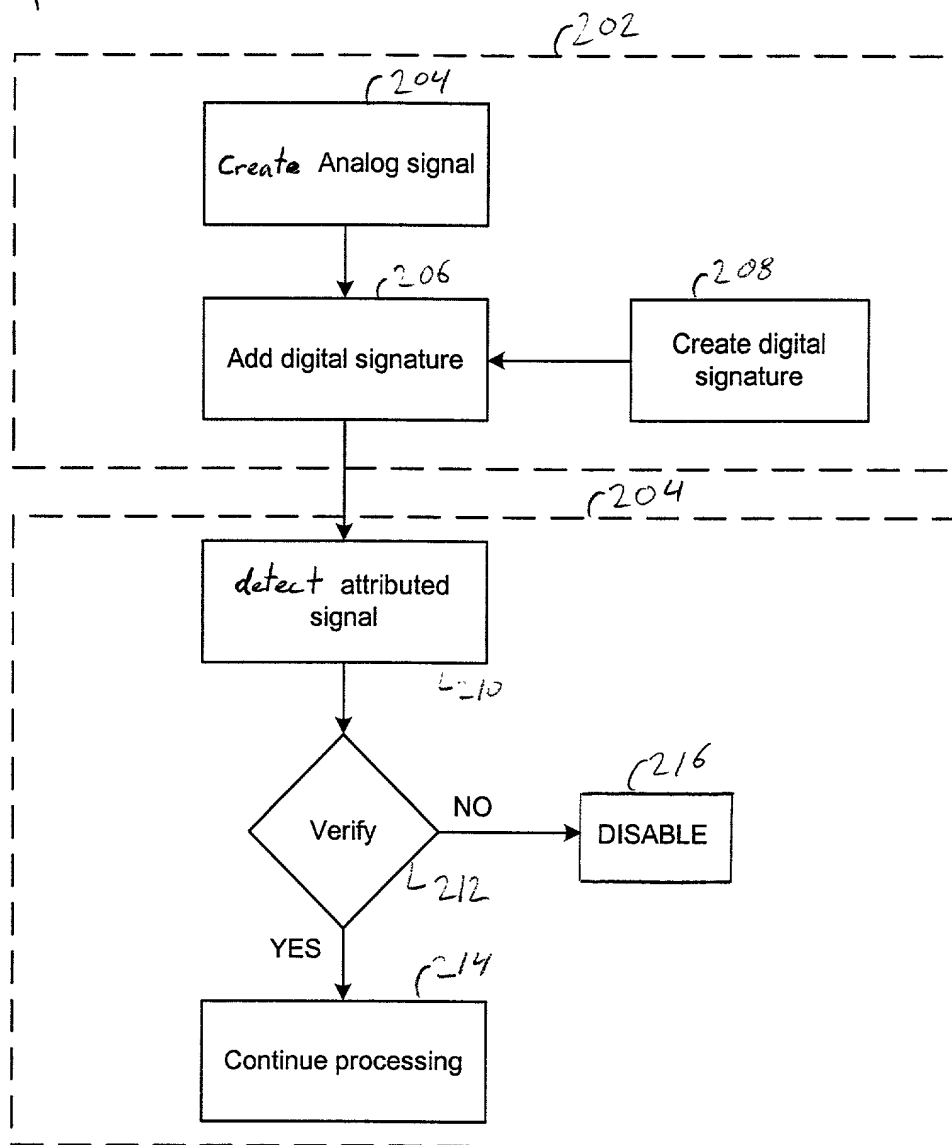 202
204
Create Analog signal
206
208
Add digital signature
Create digital
signature
204
detect attributed
signal
210
216
NO
Verify
DISABLE
212
YES
214
Continue processing